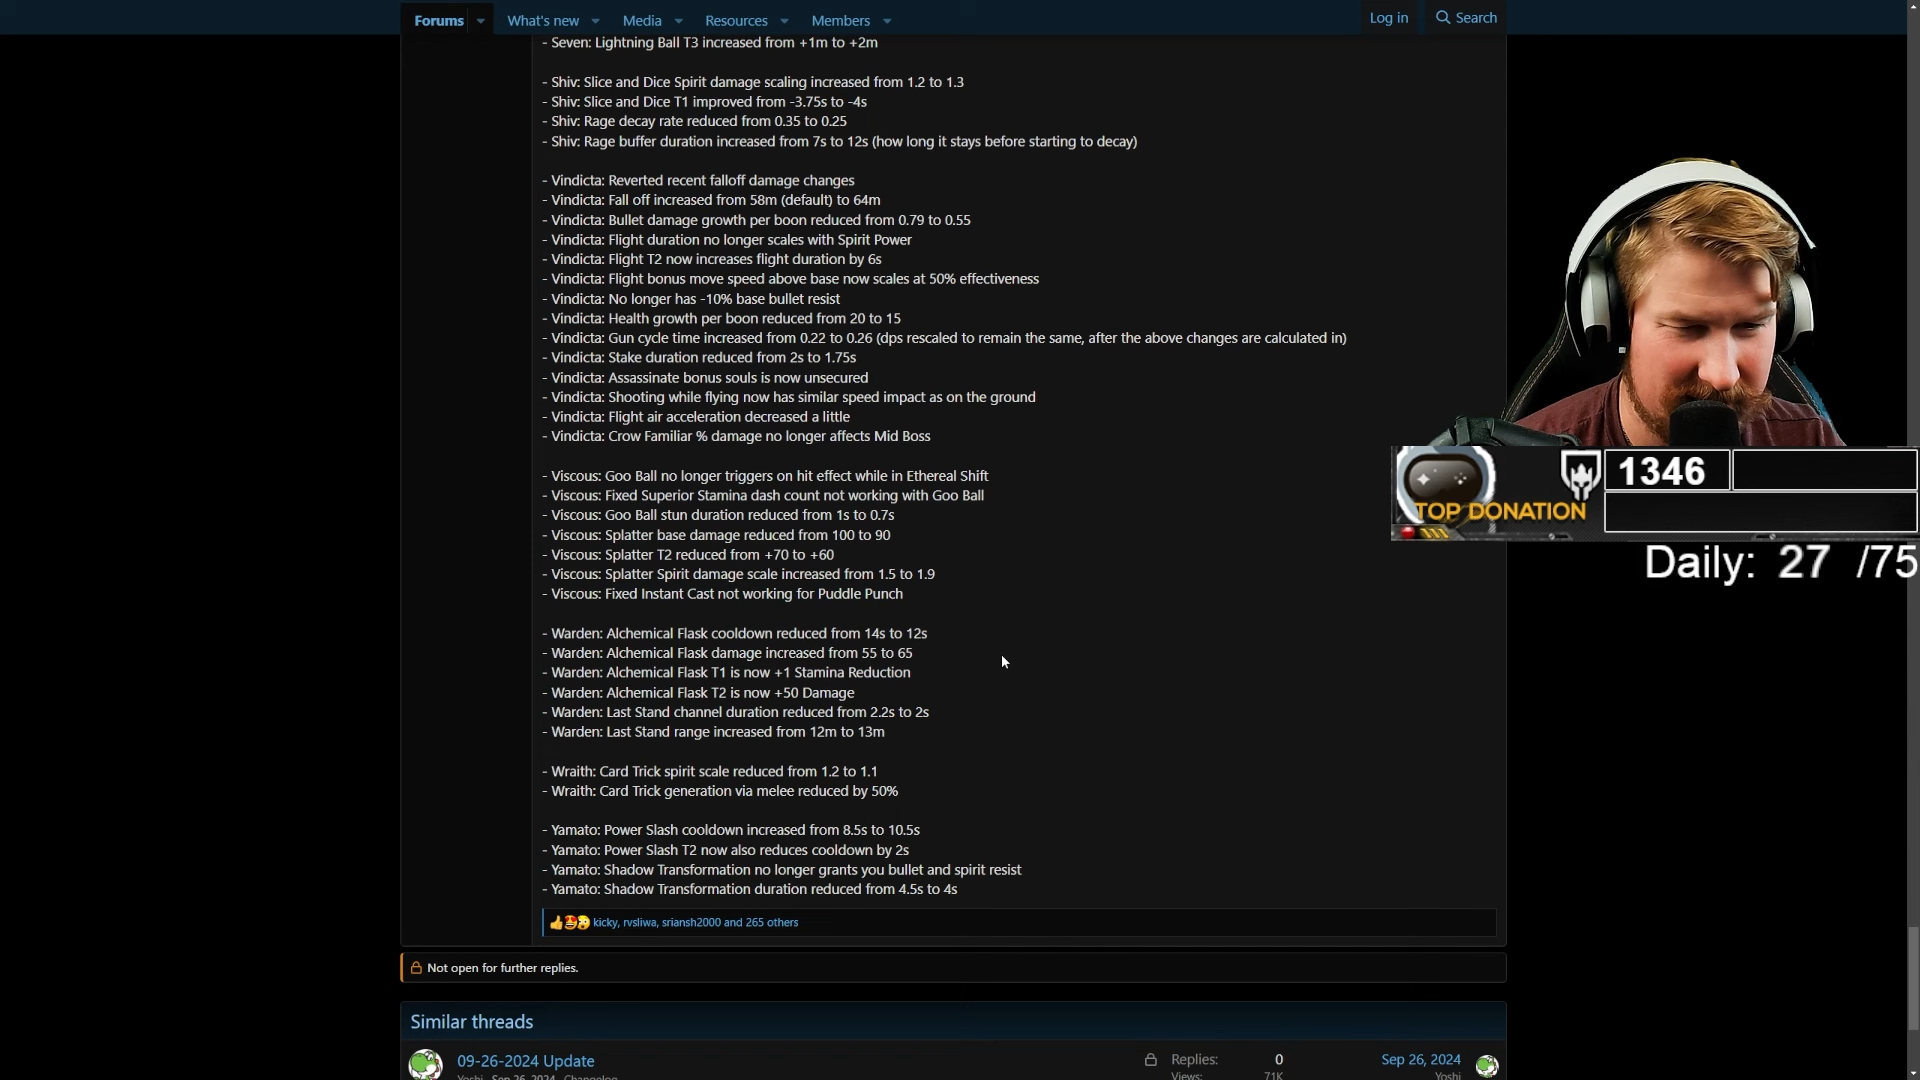 Forums What's new Media Resources Members Log in Search
- Seven: Lightning Ball T3 increased from +1m to +2m
- Shiv: Slice and Dice Spirit damage scaling increased from 1.2 to 1.3
- Shiv: Slice and Dice T1 improved from -3.75s to -4s
- Shiv: Rage decay rate reduced from 0.35 to 0.25
- Shiv: Rage buffer duration increased from 7s to 12s (how long it stays before starting to decay)
- Vindicta: Reverted recent falloff damage changes
- Vindicta: Fall off increased from 58m (default) to 64m
- Vindicta: Bullet damage growth per boon reduced from 0.79 to 0.55
- Vindicta: Flight duration no longer scales with Spirit Power
- Vindicta: Flight T2 now increases flight duration by 6s
- Vindicta: Flight bonus move speed above base now scales at 50% effectiveness
- Vindicta: No longer has -10% base bullet resist
- Vindicta: Health growth per boon reduced from 20 to 15
- Vindicta: Gun cycle time increased from 0.22 to 0.26 (dps rescaled to remain the same, after the above changes are calculated in)
- Vindicta: Stake duration reduced from 2s to 1.75s
- Vindicta: Assassinate bonus souls is now unsecured
- Vindicta: Shooting while flying now has similar speed impact as on the ground
- Vindicta: Flight air acceleration decreased a little
- Vindicta: Crow Familiar % damage no longer affects Mid Boss
- Viscous: Goo Ball no longer triggers on hit effect while in Ethereal Shift
- Viscous: Fixed Superior Stamina dash count not working with Goo Ball
- Viscous: Goo Ball stun duration reduced from 1s to 0.7s
- Viscous: Splatter base damage reduced from 100 to 90
- Viscous: Splatter T2 reduced from +70 to +60
- Viscous: Splatter Spirit damage scale increased from 1.5 to 1.9
- Viscous: Fixed Instant Cast not working for Puddle Punch
- Warden: Alchemical Flask cooldown reduced from 14s to 12s
- Warden: Alchemical Flask damage increased from 55 to 65
- Warden: Alchemical Flask T1 is now +1 Stamina Reduction
- Warden: Alchemical Flask T2 is now +50 Damage
- Warden: Last Stand channel duration reduced from 2.2s to 2s
- Warden: Last Stand range increased from 12m to 13m
- Wraith: Card Trick spirit scale reduced from 1.2 to 1.1
- Wraith: Card Trick generation via melee reduced by 50%
- Yamato: Power Slash cooldown increased from 8.5s to 10.5s
- Yamato: Power Slash T2 now also reduces cooldown by 2s
- Yamato: Shadow Transformation no longer grants you bullet and spirit resist
- Yamato: Shadow Transformation duration reduced from 4.5s to 4s
kicky, rvsliwa, sriansh2000 and 265 others
Not open for further replies.
Similar threads
09-26-2024 Update Replies: 0 Sep 26, 2024
Yoshi · Sep 26, 2024 · Changelog Views: 71K Yoshi
1346
TOP DONATION
Daily: 27 /75